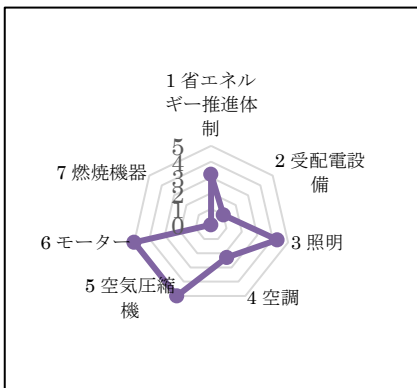 1 省エネル
ギー推進体
制
2 受配電設
備
3 照明
4 空調
5 空気圧縮
機
6 モーター
7 燃焼機器
5
4
3
2
1
0